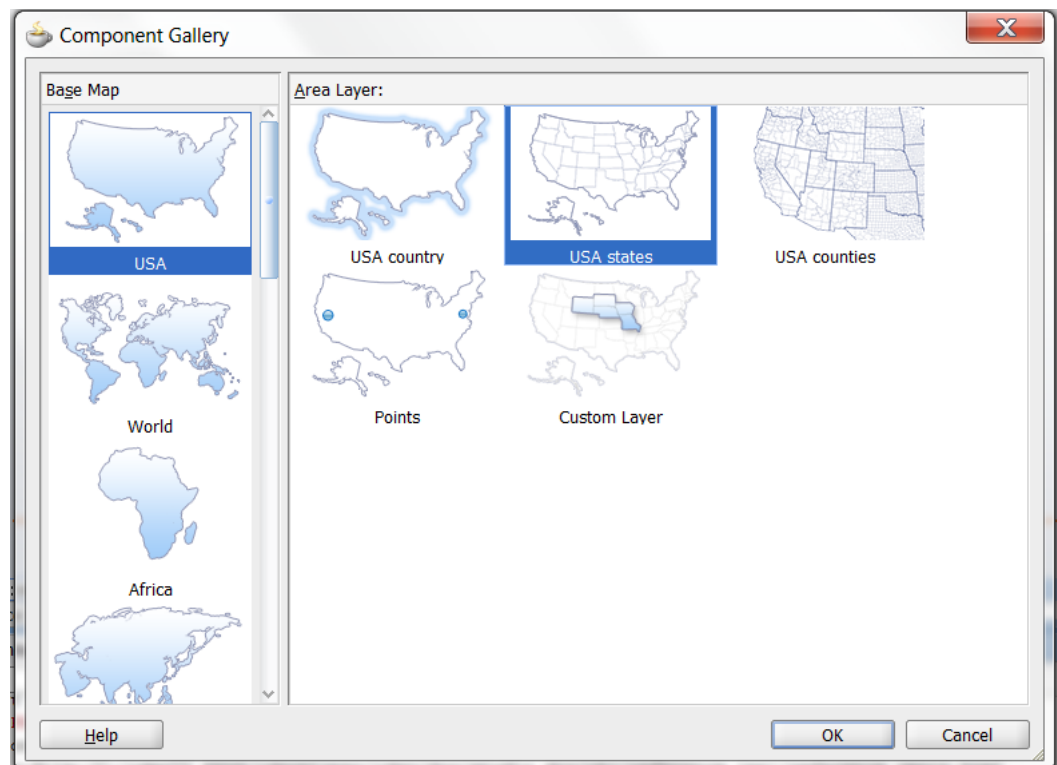 Component Gallery
Base Map
USA
World
Africa
Area Layer:
USA country
USA states
USA counties
Points
Custom Layer
Help
OK
Cancel